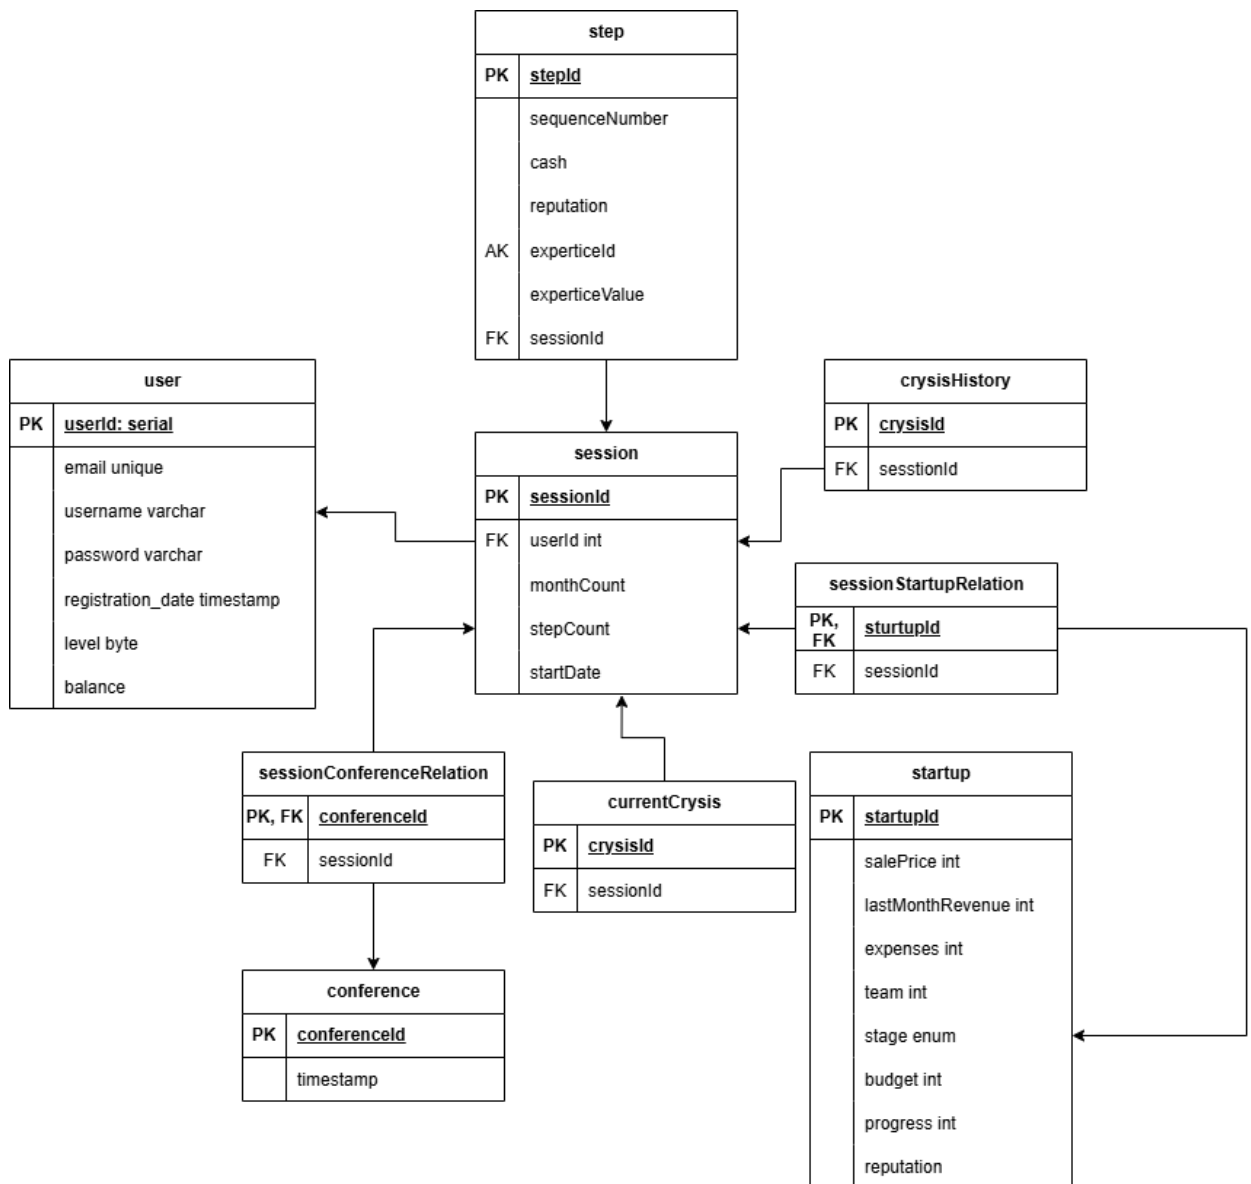 step
PK stepId
sequenceNumber
cash
reputation
AK experticeId
experticeValue
FK sessionId
user
PK userId: serial
email unique
username varchar
password varchar
registration_date timestamp
level byte
balance
session
PK sessionId
FK userId int
monthCount
stepCount
startDate
crysisHistory
PK crysisId
FK sesstionId
sessionStartupRelation
PK,
FK sturtupId
FK sessionId
sessionConferenceRelation
PK, FK conferenceId
FK sessionId
currentCrysis
PK crysisId
FK sessionId
startup
PK startupId
salePrice int
lastMonthRevenue int
expenses int
team int
stage enum
budget int
progress int
reputation
conference
PK conferenceId
timestamp